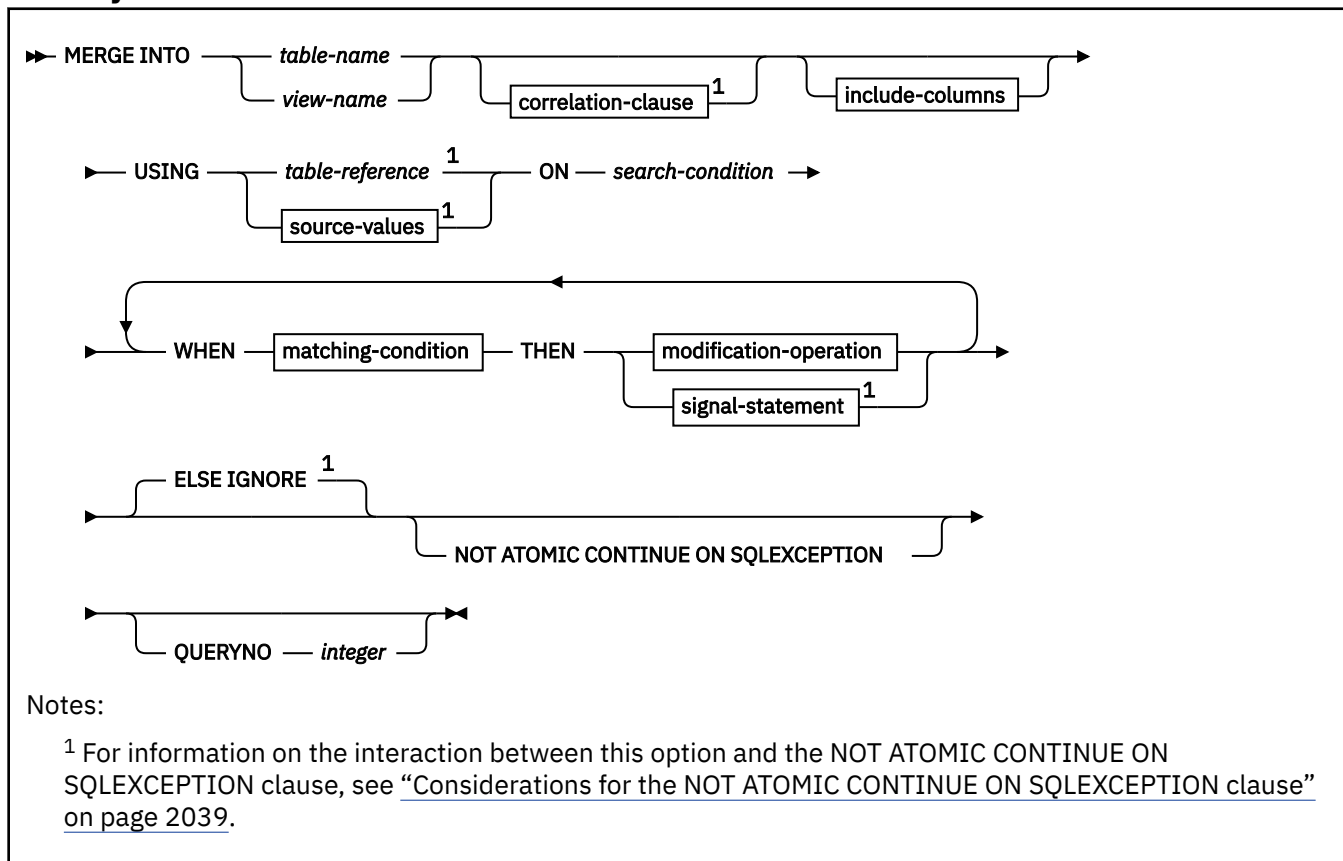 MERGE INTO table-name
view-name correlation-clause 1 include-columns
USING table-reference 1 ON search-condition
source-values 1
WHEN matching-condition THEN modification-operation
signal-statement 1
ELSE IGNORE 1
NOT ATOMIC CONTINUE ON SQLEXCEPTION
QUERYNO integer
Notes:
1 For information on the interaction between this option and the NOT ATOMIC CONTINUE ON
SQLEXCEPTION clause, see “Considerations for the NOT ATOMIC CONTINUE ON SQLEXCEPTION clause”
on page 2039.